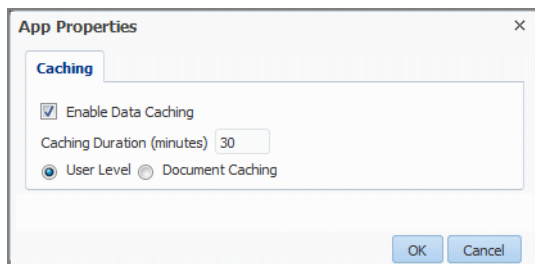 App Properties
Caching
Enable Data Caching
Caching Duration (minutes) 30
User Level Document Caching
OK Cancel